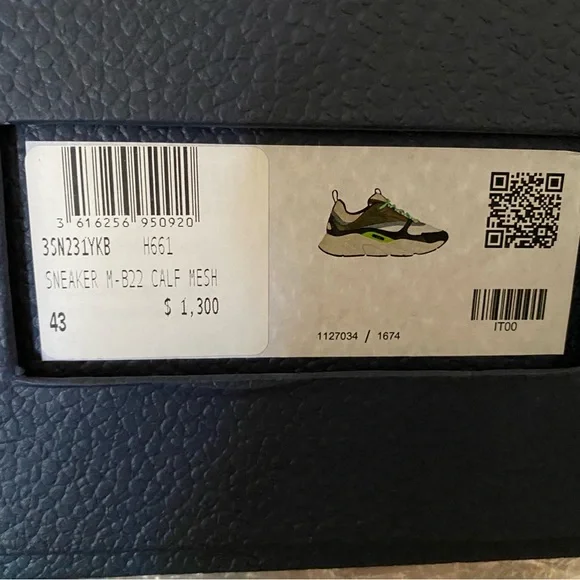 3 616256 950920
3SN231YKB H661
SNEAKER M-B22 CALF MESH
$ 1,300
43
1127034 / 1674
IT00